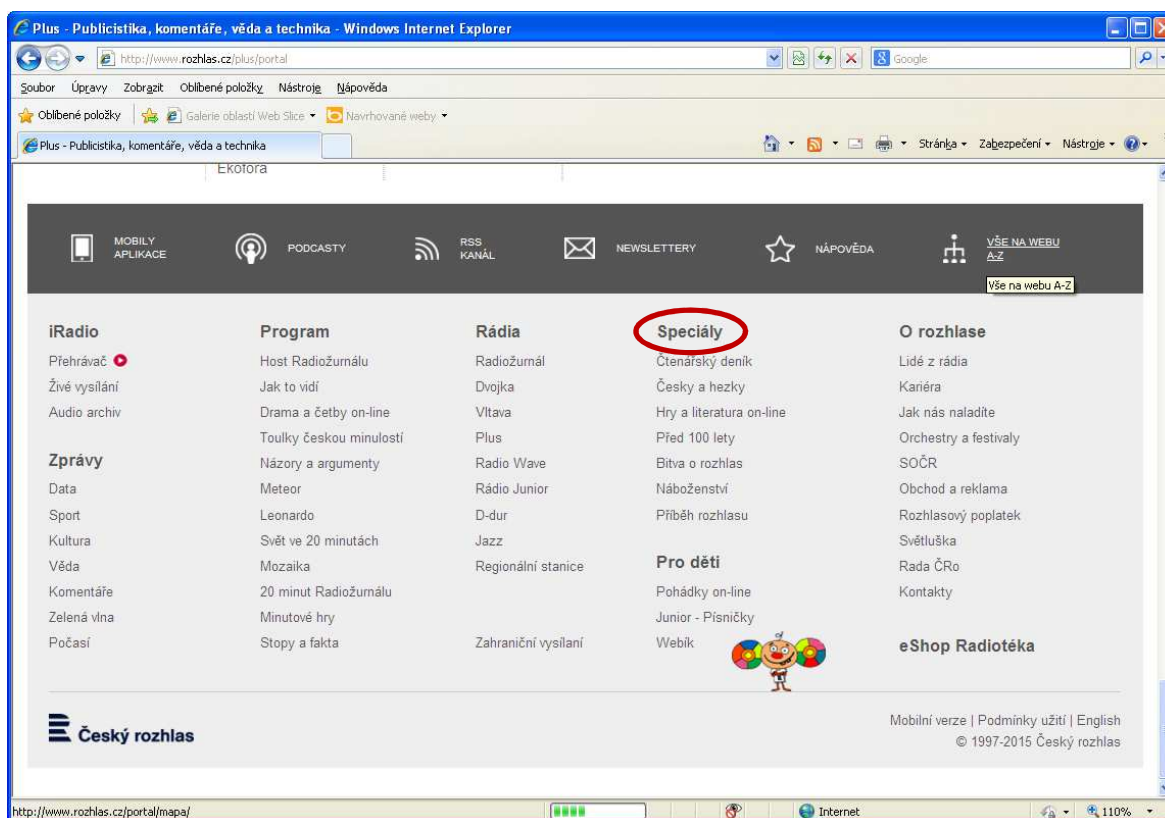 Plus - Publicistika, komentáře, věda a technika - Windows Internet Explorer
http://www.rozhlas.cz/plus/portal
Google
Soubor Úpravy Zobrazit Oblíbené položky Nástroje Nápověda
Oblíbené položky Galerie oblastí Web Slice Navrhované weby
Plus - Publicistika, komentáře, věda a technika
Stránka Zabezpečení Nástroje
Ekofora
MOBILY
APLIKACE
PODCASTY
RSS
KANÁL
NEWSLETTERY
NÁPOVĚDA
VŠE NA WEBU
A-Z
Vše na webu A-Z
iRadio
Přehrávač
Živé vysílání
Audio archiv
Zprávy
Data
Sport
Kultura
Věda
Komentáře
Zelená vlna
Počasí
Program
Host Radiožurnálu
Jak to vidí
Drama a četby on-line
Toulky českou minulostí
Názory a argumenty
Meteor
Leonardo
Svět ve 20 minutách
Mozaika
20 minut Radiožurnálu
Minutové hry
Stopy a fakta
Rádia
Radiožurnál
Dvojka
Vltava
Plus
Radio Wave
Rádio Junior
D-dur
Jazz
Regionální stanice
Zahraniční vysílaní
Speciály
Čtenářský deník
Česky a hezky
Hry a literatura on-line
Před 100 lety
Bitva o rozhlas
Náboženství
Příběh rozhlasu
Pro děti
Pohádky on-line
Junior - Písničky
Webík
O rozhlase
Lidé z rádia
Kariéra
Jak nás naladíte
Orchestry a festivaly
SOČR
Obchod a reklama
Rozhlasový poplatek
Světluška
Rada ČRo
Kontakty
eShop Radiotéka
Český rozhlas
Mobilní verze | Podmínky užití | English
© 1997-2015 Český rozhlas
http://www.rozhlas.cz/portal/mapa/
Internet
110%